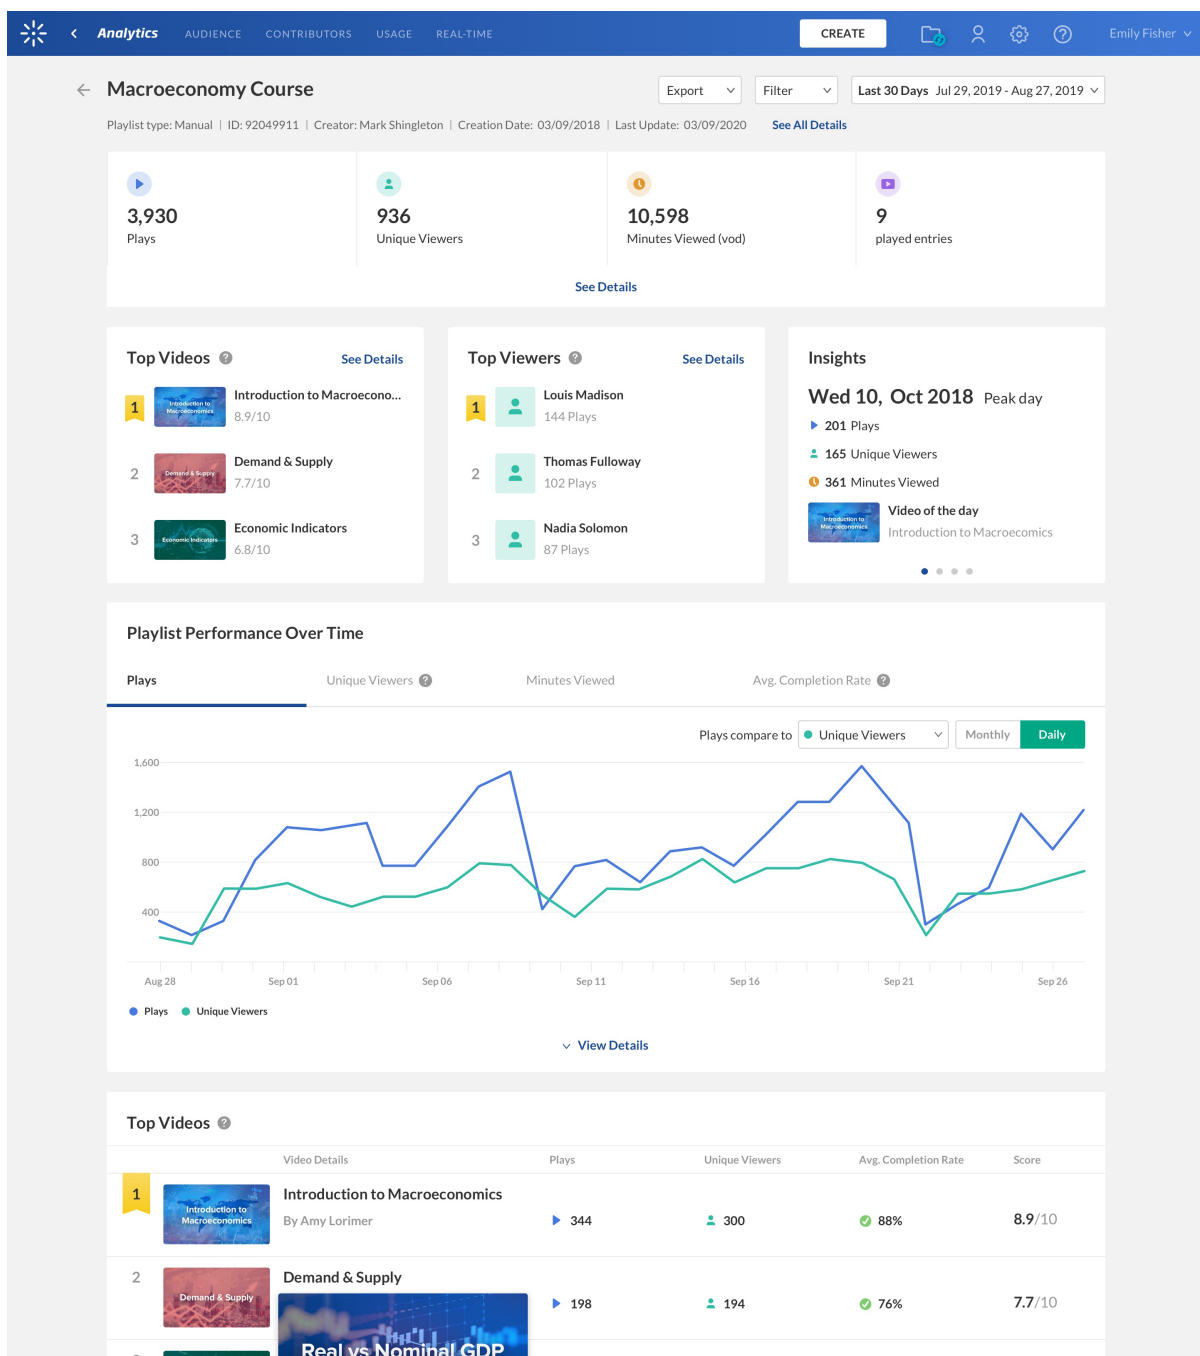 Analytics AUDIENCE CONTRIBUTORS USAGE REAL-TIME CREATE Emily Fisher
Macroeconomy Course Export Filter Last 30 Days Jul 29, 2019 - Aug 27, 2019
Playlist type: Manual | ID: 92049911 | Creator: Mark Shingleton | Creation Date: 03/09/2018 | Last Update: 03/09/2020 See All Details
3,930
Plays
936
Unique Viewers
10,598
Minutes Viewed (vod)
9
played entries
See Details
Top Videos ? See Details
1 Introduction to Macroeconomics Introduction to Macroecono...
8.9/10
2 Demand & Supply Demand & Supply
7.7/10
3 Economic Indicators Economic Indicators
6.8/10
Top Viewers ? See Details
1 Louis Madison
144 Plays
2 Thomas Fulloway
102 Plays
3 Nadia Solomon
87 Plays
Insights
Wed 10, Oct 2018 Peak day
201 Plays
165 Unique Viewers
361 Minutes Viewed
Introduction to Macroeconomics
Video of the day
Introduction to Macroecomics
Playlist Performance Over Time
Plays Unique Viewers ? Minutes Viewed Avg. Completion Rate ?
Plays compare to Unique Viewers Monthly Daily
1,600
1,200
800
400
Aug 28 Sep 01 Sep 06 Sep 11 Sep 16 Sep 21 Sep 26
Plays Unique Viewers
View Details
Top Videos ?
Video Details Plays Unique Viewers Avg. Completion Rate Score
1 Introduction to Macroeconomics
Introduction to Macroeconomics
By Amy Lorimer 344 300 88% 8.9/10
2 Demand & Supply
Demand & Supply 198 194 76% 7.7/10
Real vs Nominal GDP